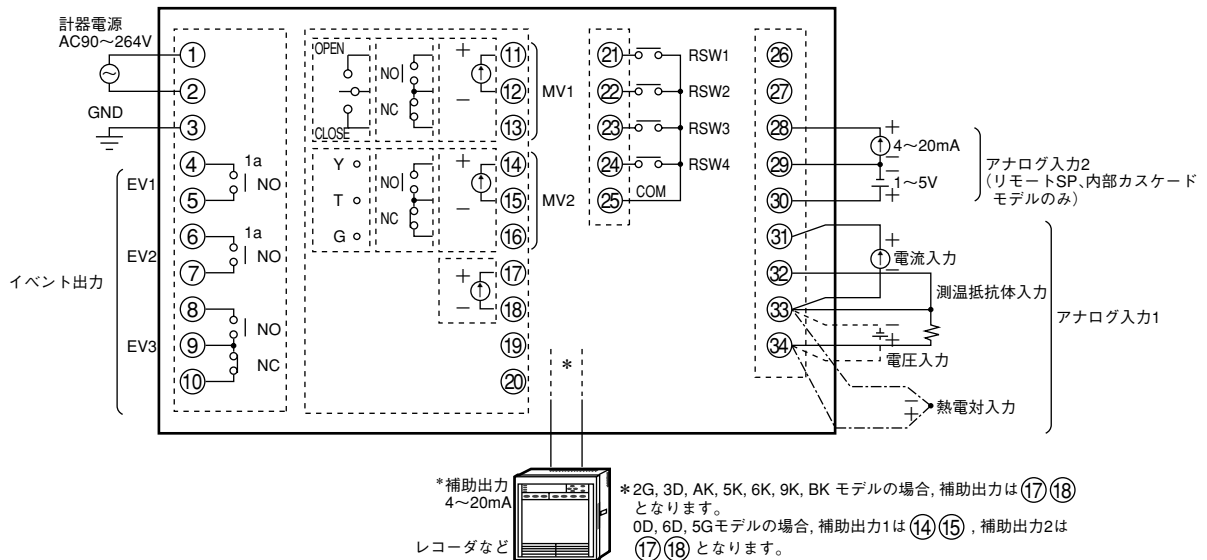 計器電源
AC90～264V
GND
イベント出力
EV1
EV2
EV3
①
②
③
④
⑤
⑥
⑦
⑧
⑨
⑩
1a
NO
1a
NO
NO
NC
OPEN
CLOSE
NO
NC
+
−
⑪
⑫
⑬
MV1
Y
T
G
NO
NC
+
−
⑭
⑮
⑯
MV2
+
−
⑰
⑱
⑲
⑳
*
㉑
㉒
㉓
㉔
㉕
RSW1
RSW2
RSW3
RSW4
COM
㉖
㉗
㉘
㉙
㉚
㉛
㉜
㉝
㉞
+
4～20mA
−
−
1～5V
+
アナログ入力2
（リモートSP、内部カスケード
モデルのみ）
+
電流入力
−
測温抵抗体入力
−
+
電圧入力
−
+
熱電対入力
アナログ入力1
*補助出力
4～20mA
レコーダなど
＊2G, 3D, AK, 5K, 6K, 9K, BK モデルの場合, 補助出力は⑰⑱
となります。
0D, 6D, 5Gモデルの場合, 補助出力1は⑭⑮ , 補助出力2は
⑰⑱ となります。